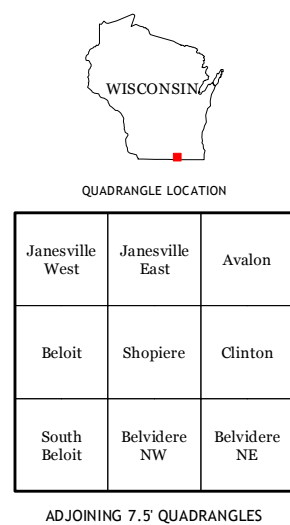 WISCONSIN
QUADRANGLE LOCATION
Janesville
West
Janesville
East
Avalon
Beloit
Shopiere
Clinton
South
Beloit
Belvidere
NW
Belvidere
NE
ADJOINING 7.5' QUADRANGLES